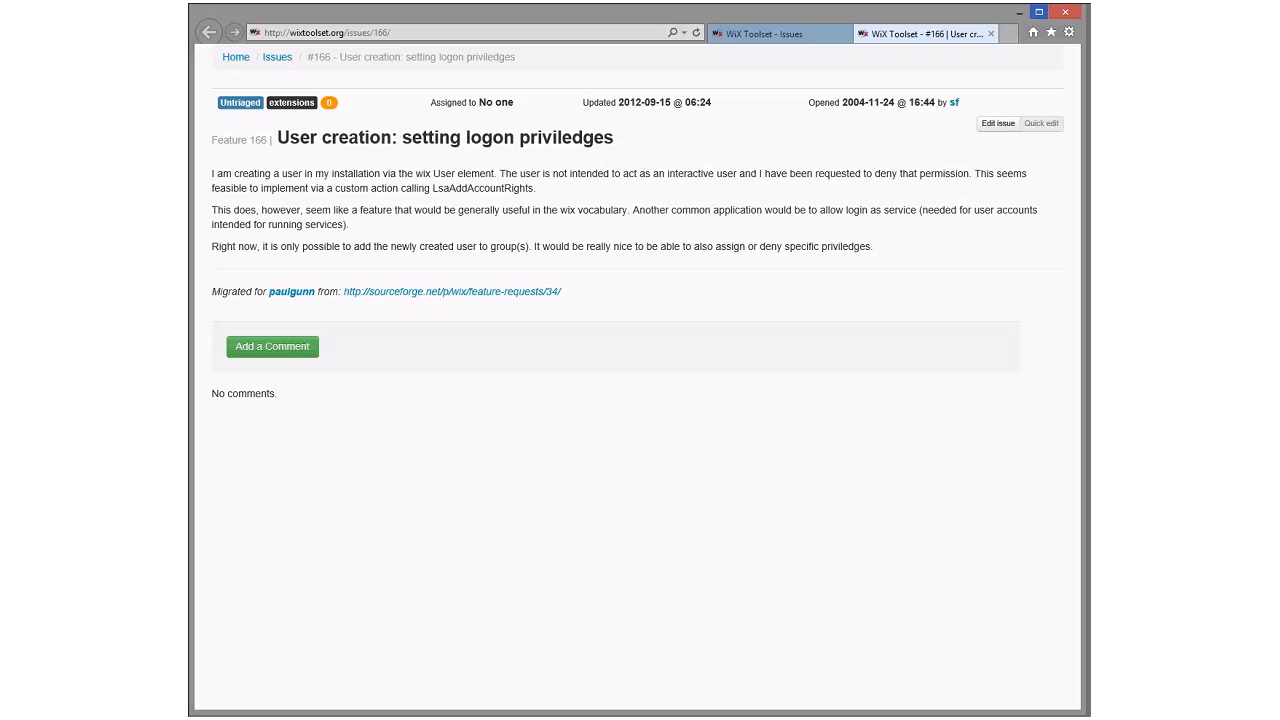 http://wixtoolset.org/issues/166/
WiX Toolset - Issues
WiX Toolset - #166 | User cr...
Home / Issues / #166 - User creation: setting logon priviledges
Untriaged extensions 0 Assigned to No one Updated 2012-09-15 @ 06:24 Opened 2004-11-24 @ 16:44 by sf
Edit issue Quick edit
Feature 166 | User creation: setting logon priviledges
I am creating a user in my installation via the wix User element. The user is not intended to act as an interactive user and I have been requested to deny that permission. This seems
feasible to implement via a custom action calling LsaAddAccountRights.
This does, however, seem like a feature that would be generally useful in the wix vocabulary. Another common application would be to allow login as service (needed for user accounts
intended for running services).
Right now, it is only possible to add the newly created user to group(s). It would be really nice to be able to also assign or deny specific priviledges.
Migrated for paulgunn from: http://sourceforge.net/p/wix/feature-requests/34/
Add a Comment
No comments.